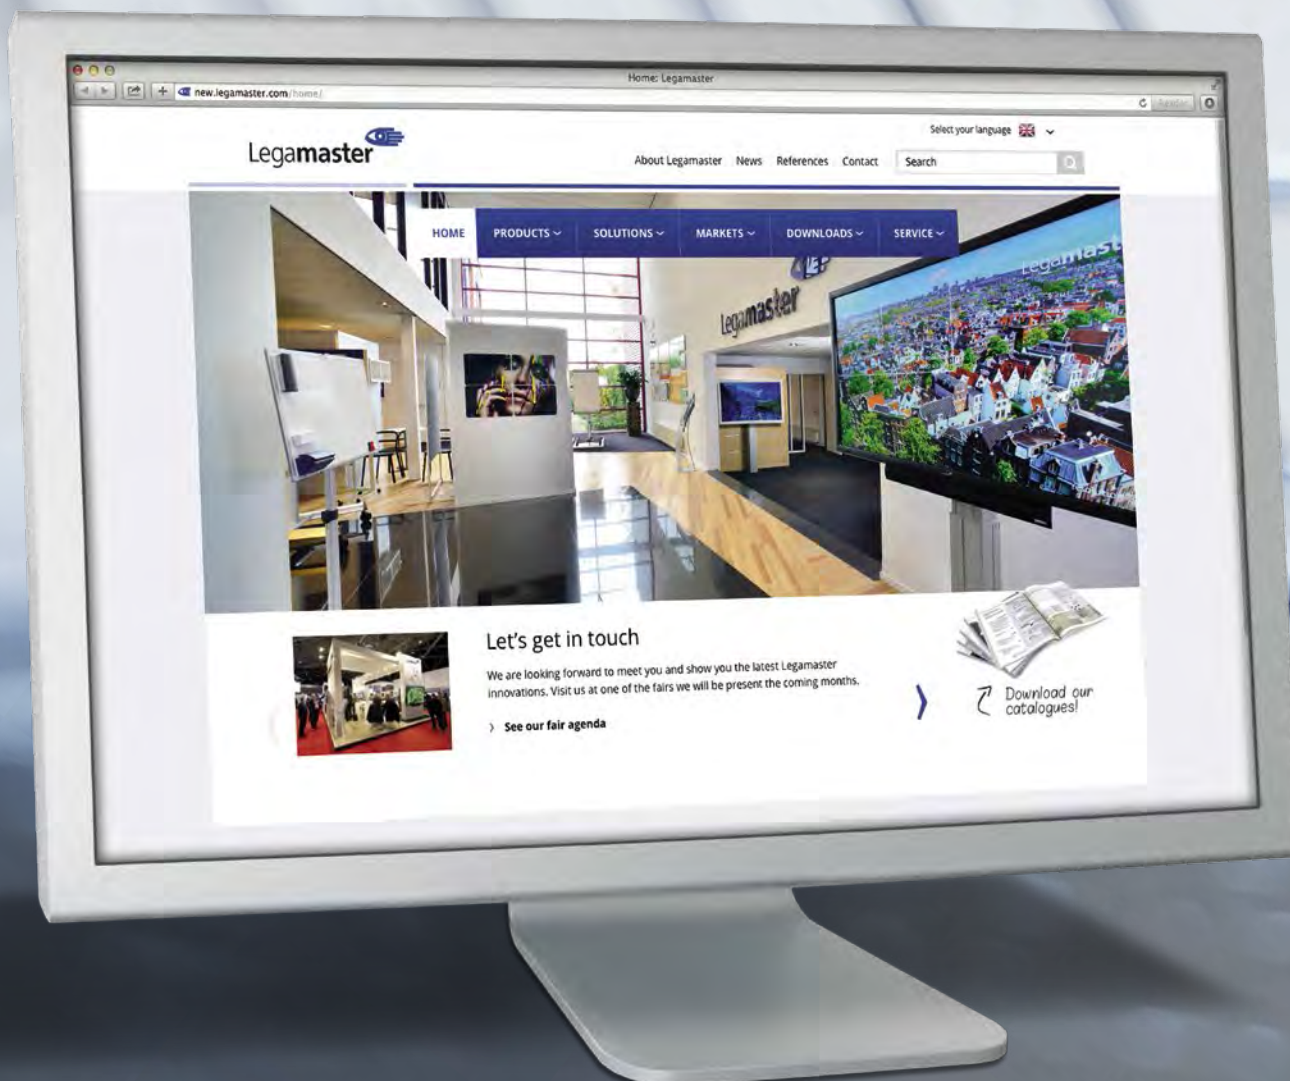 Home: Legamaster
new.legamaster.com/home/
Reader
Select your language
Legamaster
About Legamaster News References Contact Search
HOME PRODUCTS SOLUTIONS MARKETS DOWNLOADS SERVICE
Legamast
Legamaster
Let's get in touch
We are looking forward to meet you and show you the latest Legamaster
innovations. Visit us at one of the fairs we will be present the coming months.
See our fair agenda
Download our
catalogues!